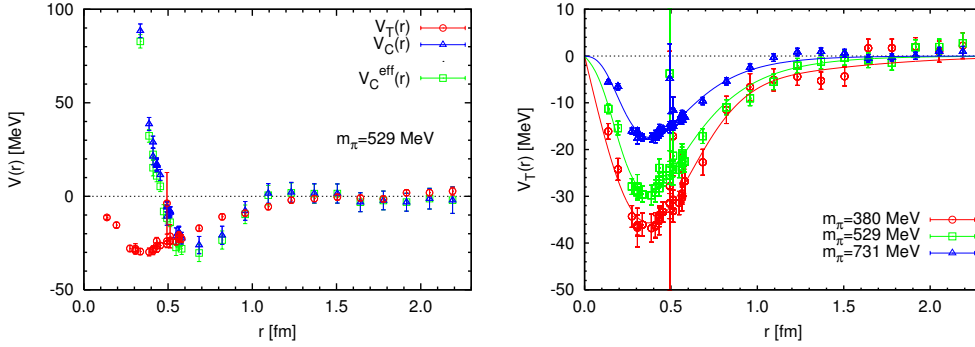 100
50
0
-50
0.0
0.5
1.0
1.5
2.0
V(r) [MeV]
r [fm]
V_T(r)
V_C(r)
V_C^eff(r)
m_π=529 MeV
10
0
-10
-20
-30
-40
-50
0.0
0.5
1.0
1.5
2.0
V_T(r) [MeV]
r [fm]
m_π=380 MeV
m_π=529 MeV
m_π=731 MeV